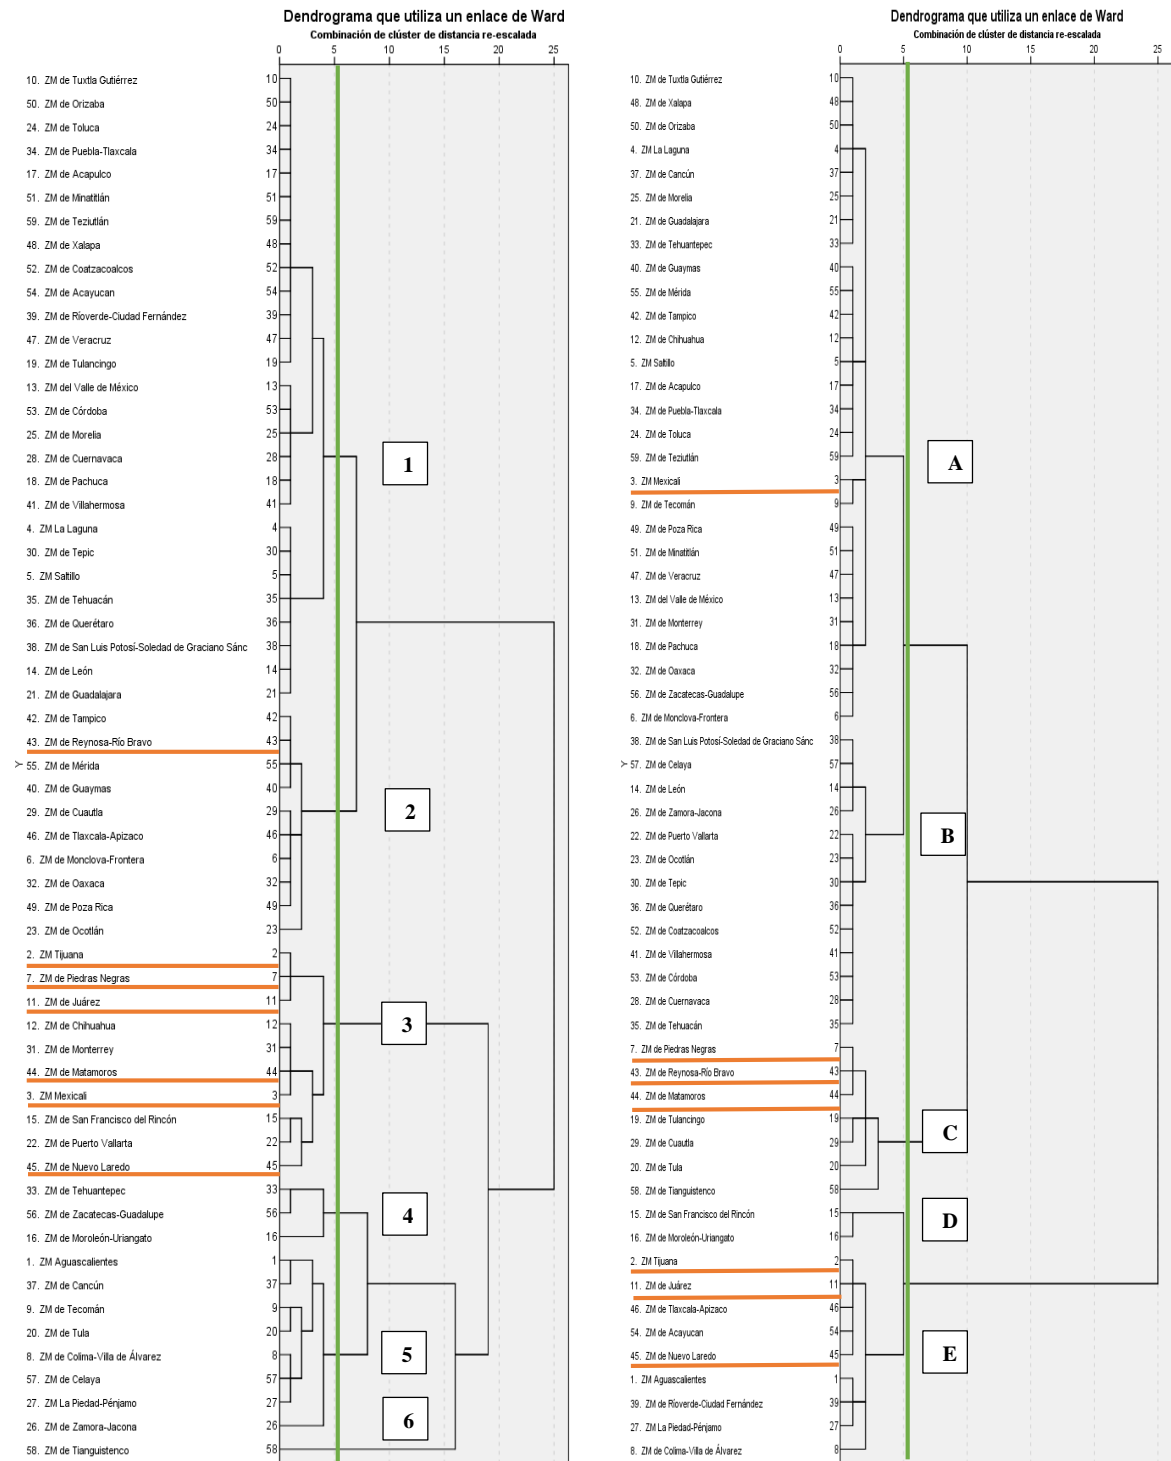 Dendrograma que utiliza un enlace de Ward
Combinación de clúster de distancia re-escalada
0 5 10 15 20 25
10. ZM de Tuxtla Gutiérrez 10
50. ZM de Orizaba 50
24. ZM de Toluca 24
34. ZM de Puebla-Tlaxcala 34
17. ZM de Acapulco 17
51. ZM de Minatitlán 51
59. ZM de Teziutlán 59
48. ZM de Xalapa 48
52. ZM de Coatzacoalcos 52
54. ZM de Acayucan 54
39. ZM de Ríoverde-Ciudad Fernández 39
47. ZM de Veracruz 47
19. ZM de Tulancingo 19
13. ZM del Valle de México 13
53. ZM de Córdoba 53
25. ZM de Morelia 25
28. ZM de Cuernavaca 28
1
18. ZM de Pachuca 18
41. ZM de Villahermosa 41
4. ZM La Laguna 4
30. ZM de Tepic 30
5. ZM Saltillo 5
35. ZM de Tehuacán 35
36. ZM de Querétaro 36
38. ZM de San Luis Potosí-Soledad de Graciano Sánc 38
14. ZM de León 14
21. ZM de Guadalajara 21
42. ZM de Tampico 42
43. ZM de Reynosa-Río Bravo 43
Y
55. ZM de Mérida 55
40. ZM de Guaymas 40
29. ZM de Cuautla 29
2
46. ZM de Tlaxcala-Apizaco 46
6. ZM de Monclova-Frontera 6
32. ZM de Oaxaca 32
49. ZM de Poza Rica 49
23. ZM de Ocotlán 23
2. ZM Tijuana 2
7. ZM de Piedras Negras 7
11. ZM de Juárez 11
12. ZM de Chihuahua 12
3
31. ZM de Monterrey 31
44. ZM de Matamoros 44
3. ZM Mexicali 3
15. ZM de San Francisco del Rincón 15
22. ZM de Puerto Vallarta 22
45. ZM de Nuevo Laredo 45
33. ZM de Tehuantepec 33
56. ZM de Zacatecas-Guadalupe 56
4
16. ZM de Moroleón-Uriangato 16
1. ZM Aguascalientes 1
37. ZM de Cancún 37
9. ZM de Tecomán 9
20. ZM de Tula 20
8. ZM de Colima-Villa de Álvarez 8
5
57. ZM de Celaya 57
27. ZM La Piedad-Pénjamo 27
26. ZM de Zamora-Jacona 26
6
58. ZM de Tianguistenco 58
Dendrograma que utiliza un enlace de Ward
Combinación de clúster de distancia re-escalada
0 5 10 15 20 25
10. ZM de Tuxtla Gutiérrez 10
48. ZM de Xalapa 48
50. ZM de Orizaba 50
4. ZM La Laguna 4
37. ZM de Cancún 37
25. ZM de Morelia 25
21. ZM de Guadalajara 21
33. ZM de Tehuantepec 33
40. ZM de Guaymas 40
55. ZM de Mérida 55
42. ZM de Tampico 42
12. ZM de Chihuahua 12
5. ZM Saltillo 5
17. ZM de Acapulco 17
34. ZM de Puebla-Tlaxcala 34
24. ZM de Toluca 24
59. ZM de Teziutlán 59
A
3. ZM Mexicali 3
9. ZM de Tecomán 9
49. ZM de Poza Rica 49
51. ZM de Minatitlán 51
47. ZM de Veracruz 47
13. ZM del Valle de México 13
31. ZM de Monterrey 31
18. ZM de Pachuca 18
32. ZM de Oaxaca 32
56. ZM de Zacatecas-Guadalupe 56
6. ZM de Monclova-Frontera 6
38. ZM de San Luis Potosí-Soledad de Graciano Sánc 38
Y
57. ZM de Celaya 57
14. ZM de León 14
26. ZM de Zamora-Jacona 26
22. ZM de Puerto Vallarta 22
B
23. ZM de Ocotlán 23
30. ZM de Tepic 30
36. ZM de Querétaro 36
52. ZM de Coatzacoalcos 52
41. ZM de Villahermosa 41
53. ZM de Córdoba 53
28. ZM de Cuernavaca 28
35. ZM de Tehuacán 35
7. ZM de Piedras Negras 7
43. ZM de Reynosa-Río Bravo 43
44. ZM de Matamoros 44
19. ZM de Tulancingo 19
C
29. ZM de Cuautla 29
20. ZM de Tula 20
58. ZM de Tianguistenco 58
15. ZM de San Francisco del Rincón 15
D
16. ZM de Moroleón-Uriangato 16
2. ZM Tijuana 2
11. ZM de Juárez 11
46. ZM de Tlaxcala-Apizaco 46
54. ZM de Acayucan 54
45. ZM de Nuevo Laredo 45
E
1. ZM Aguascalientes 1
39. ZM de Ríoverde-Ciudad Fernández 39
27. ZM La Piedad-Pénjamo 27
8. ZM de Colima-Villa de Álvarez 8